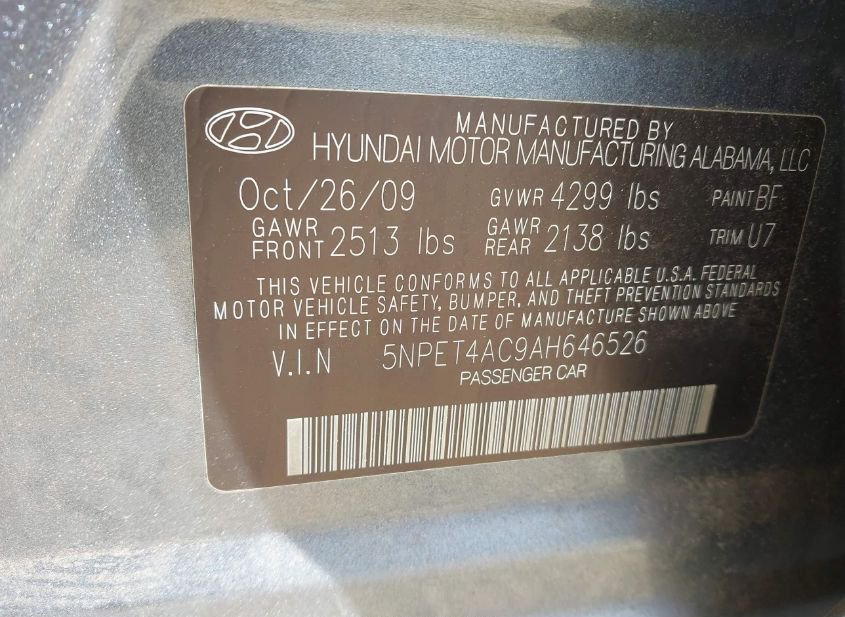 MANUFACTURED BY
HYUNDAI MOTOR MANUFACTURING ALABAMA, LLC
Oct/26/09 GVWR 4299 lbs PAINT BF
GAWR FRONT 2513 lbs GAWR REAR 2138 lbs TRIM U7
THIS VEHICLE CONFORMS TO ALL APPLICABLE U.S.A. FEDERAL
MOTOR VEHICLE SAFETY, BUMPER, AND THEFT PREVENTION STANDARDS
IN EFFECT ON THE DATE OF MANUFACTURE SHOWN ABOVE
V.I.N 5NPET4AC9AH646526
PASSENGER CAR